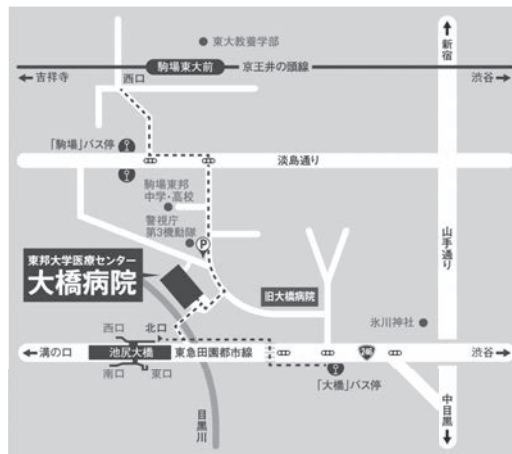 東大教養学部
新宿
駒場東大前
京王井の頭線
吉祥寺
西口
渋谷
「駒場」バス停
淡島通り
駒場東邦
中学・高校
山手通り
警視庁
第3機動隊
P
東邦大学医療センター
大橋病院
旧大橋病院
氷川神社
西口
北口
溝の口
池尻大橋
東急田園都市線
246
渋谷
南口
東口
「大橋」バス停
目黒川
中目黒